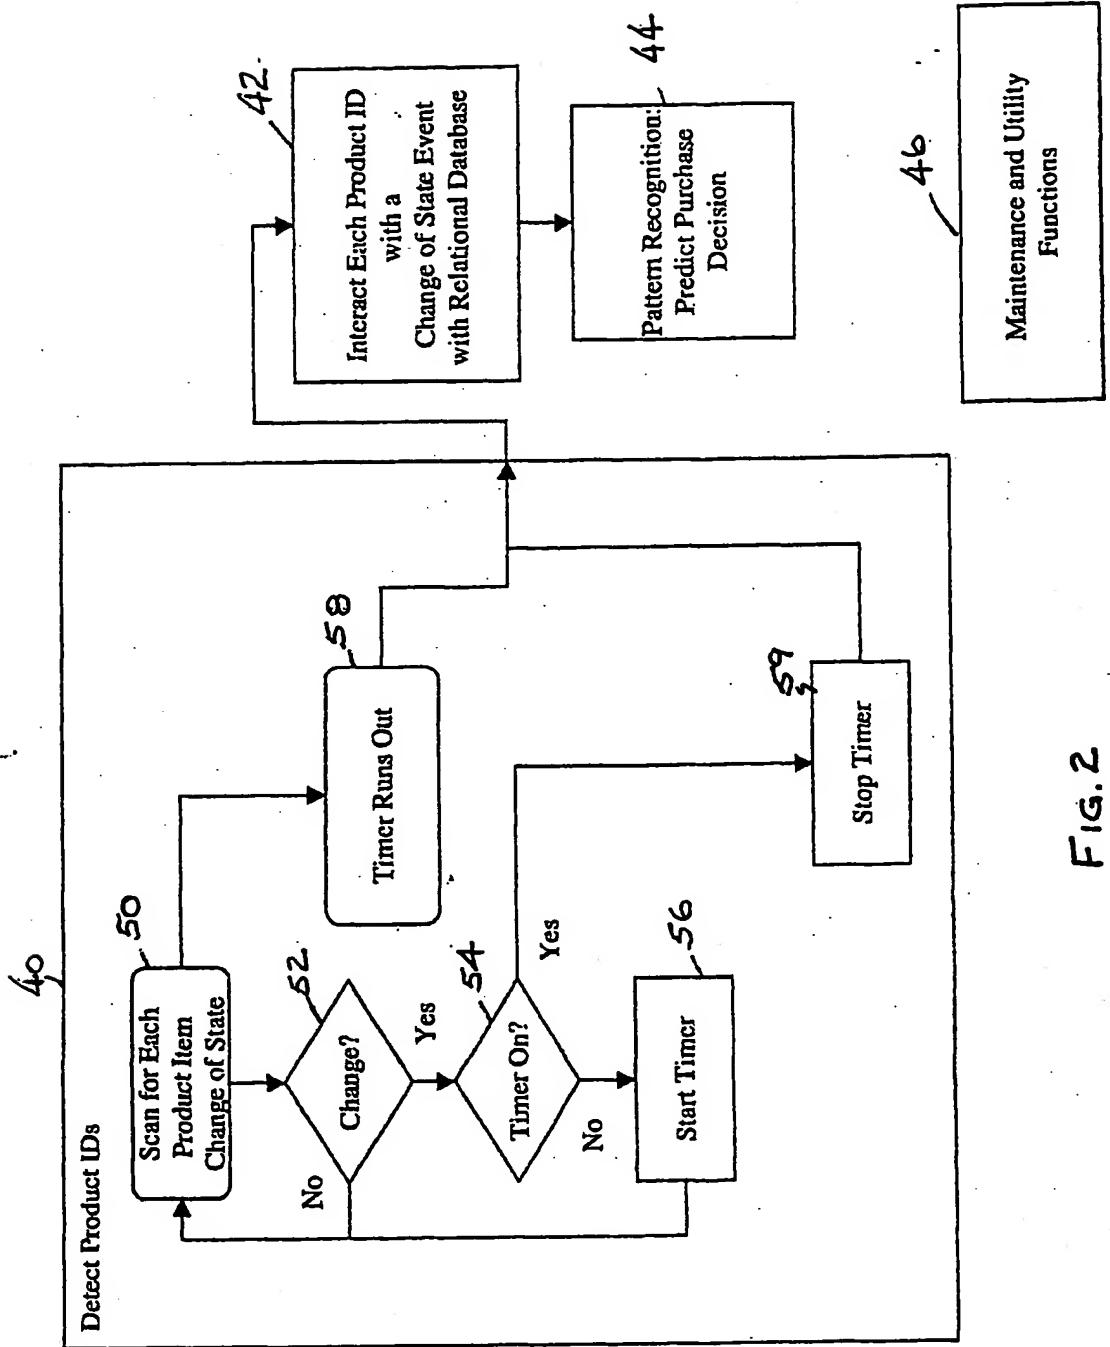 40
Detect Product IDs
50
Scan for Each
Product Item
Change of State
52
Change?
No
Yes
54
Timer On?
No
Yes
56
Start Timer
58
Timer Runs Out
59
Stop Timer
42
Interact Each Product ID
with a
Change of State Event
with Relational Database
44
Pattern Recognition:
Predict Purchase
Decision
46
Maintenance and Utility
Functions
FIG. 2